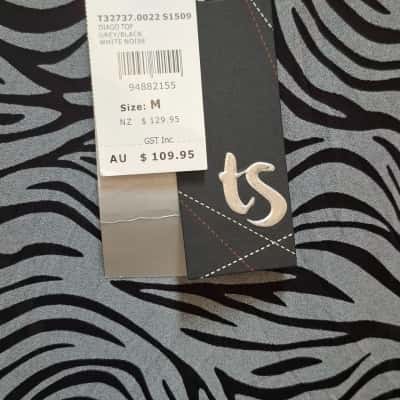 T32737.0022 S1509
DIAGO TOP
GREY/BLACK
WHITE NOISE
94882155
Size: M
NZ $ 129.95
GST Inc
AU $ 109.95
ts